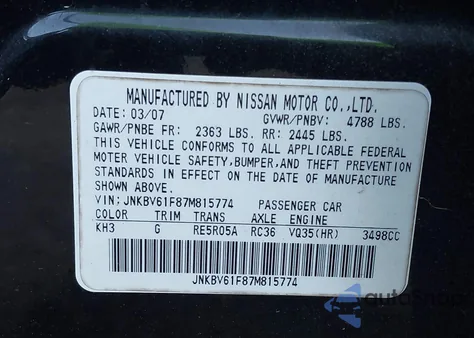 MANUFACTURED BY NISSAN MOTOR CO.,LTD.
DATE: 03/07 GVWR/PNBV: 4788 LBS.
GAWR/PNBE FR: 2363 LBS. RR: 2445 LBS.
THIS VEHICLE CONFORMS TO ALL APPLICABLE FEDERAL
MOTOR VEHICLE SAFETY,BUMPER,AND THEFT PREVENTION
STANDARDS IN EFFECT ON THE DATE OF MANUFACTURE
SHOWN ABOVE.
VIN:JNKBV61F87M815774 PASSENGER CAR
COLOR TRIM TRANS AXLE ENGINE
KH3 G RE5R05A RC36 VQ35(HR) 3498CC
JNKBV61F87M815774